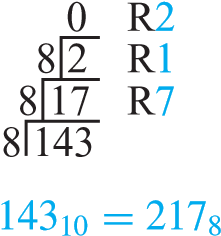 0 R2
8 2 R1
8 17 R7
8 143
143₁₀ = 217₈